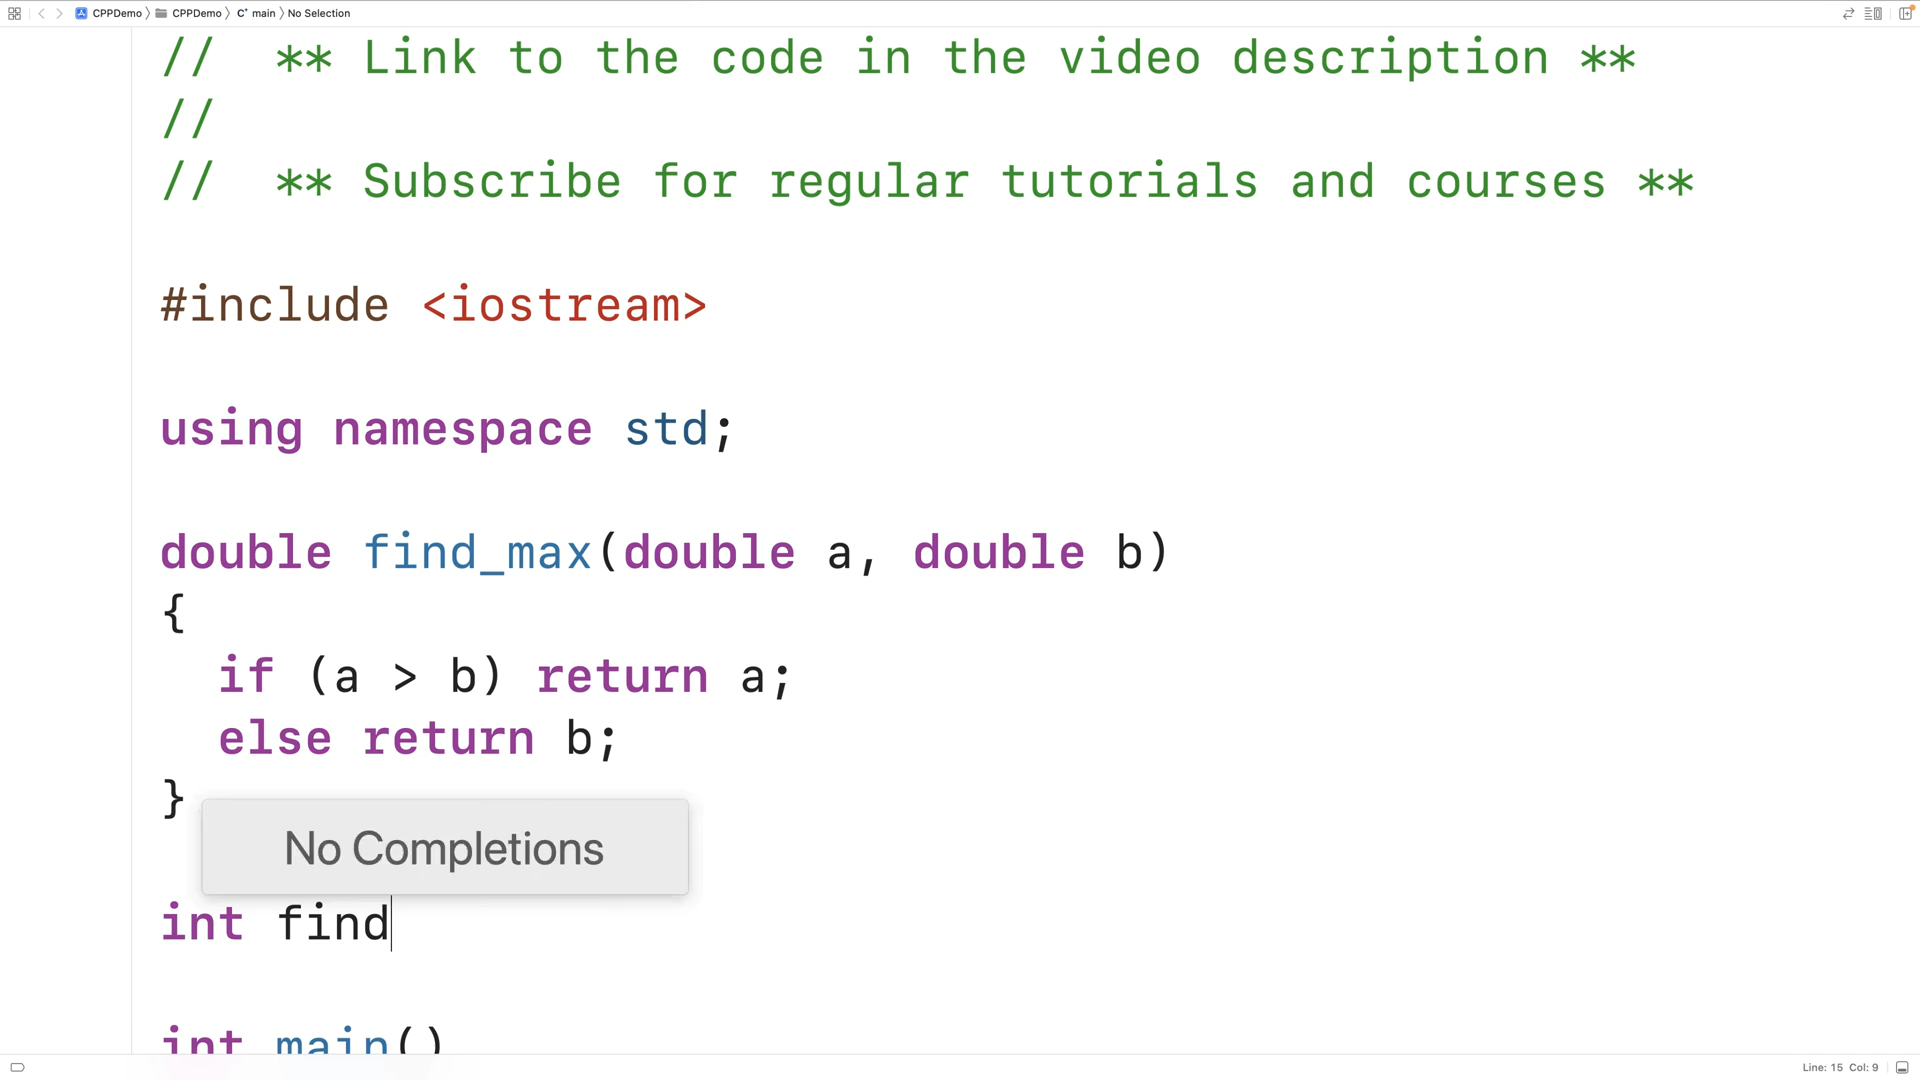 CPPDemo CPPDemo C+ main No Selection
// ** Link to the code in the video description **
//
// ** Subscribe for regular tutorials and courses **
#include <iostream>
using namespace std;
double find_max(double a, double b)
{
if (a > b) return a;
else return b;
}
No Completions
int find
int main()
Line: 15 Col: 9